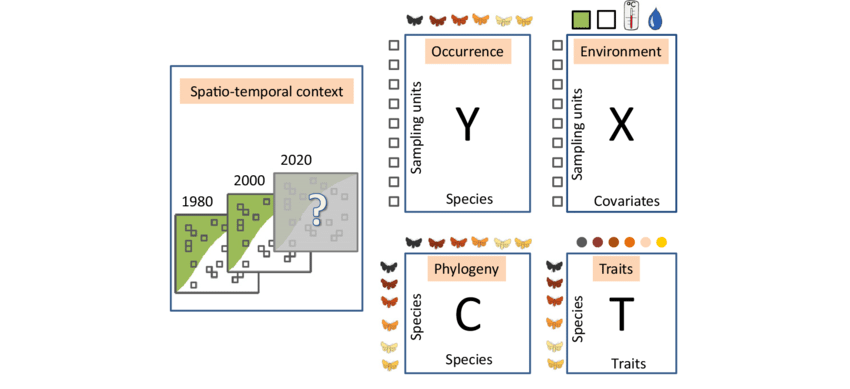 Spatio-temporal context
1980
2000
2020
?
Occurrence
Sampling units
Y
Species
°C
Environment
Sampling units
X
Covariates
Phylogeny
Species
C
Species
Traits
Species
T
Traits